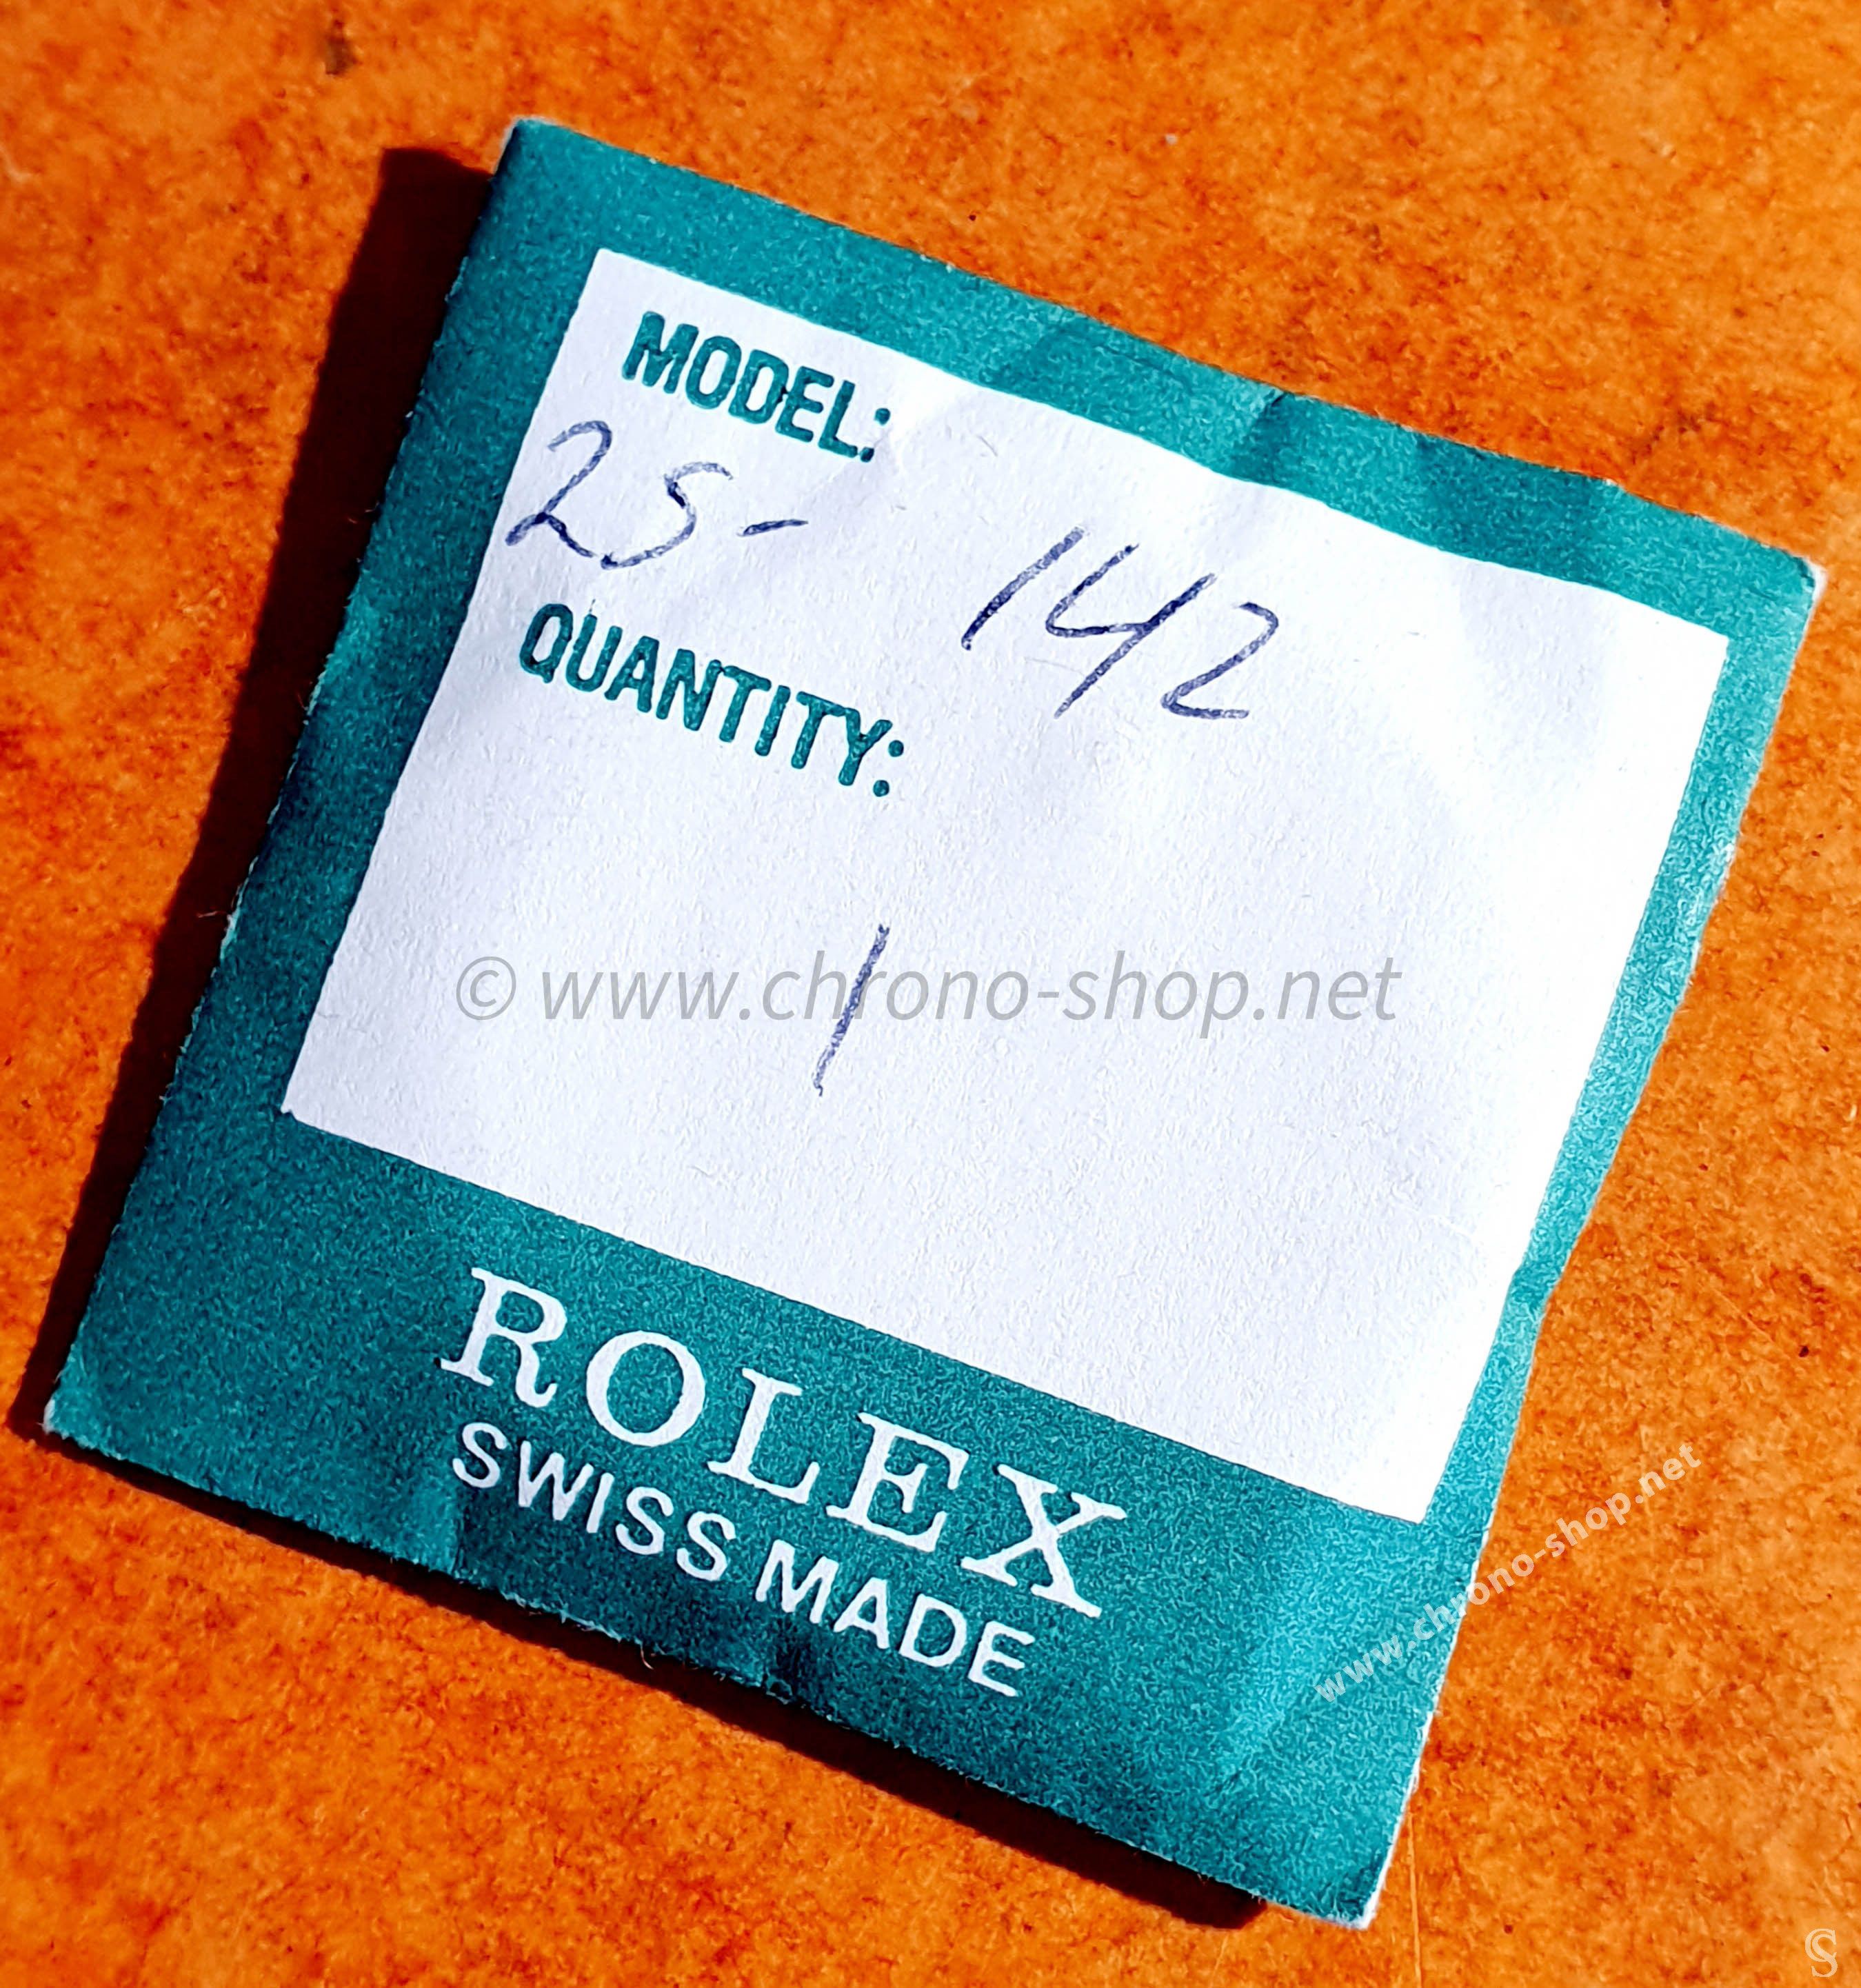 MODEL:
25-142
QUANTITY:
1
© www.chrono-shop.net
ROLEX
SWISS MADE
www.chrono-shop.net